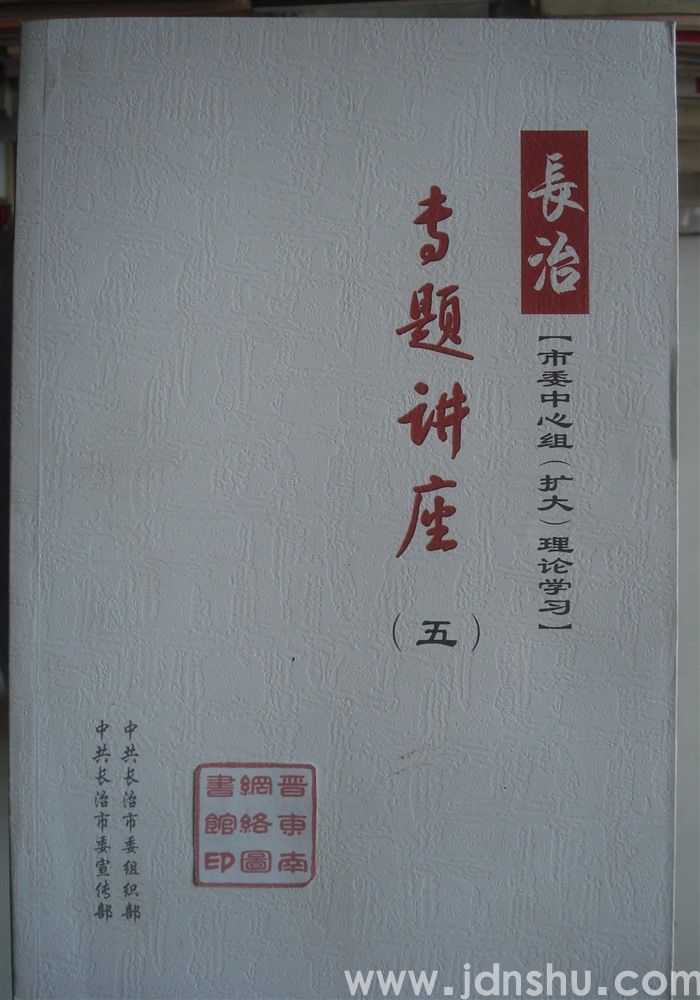 長治
【市委中心组（扩大）理论学习】
专题讲座
（五）
中共长治市委组织部
中共长治市委宣传部
晋東南
網絡圖
書館印
www.jdnshu.com